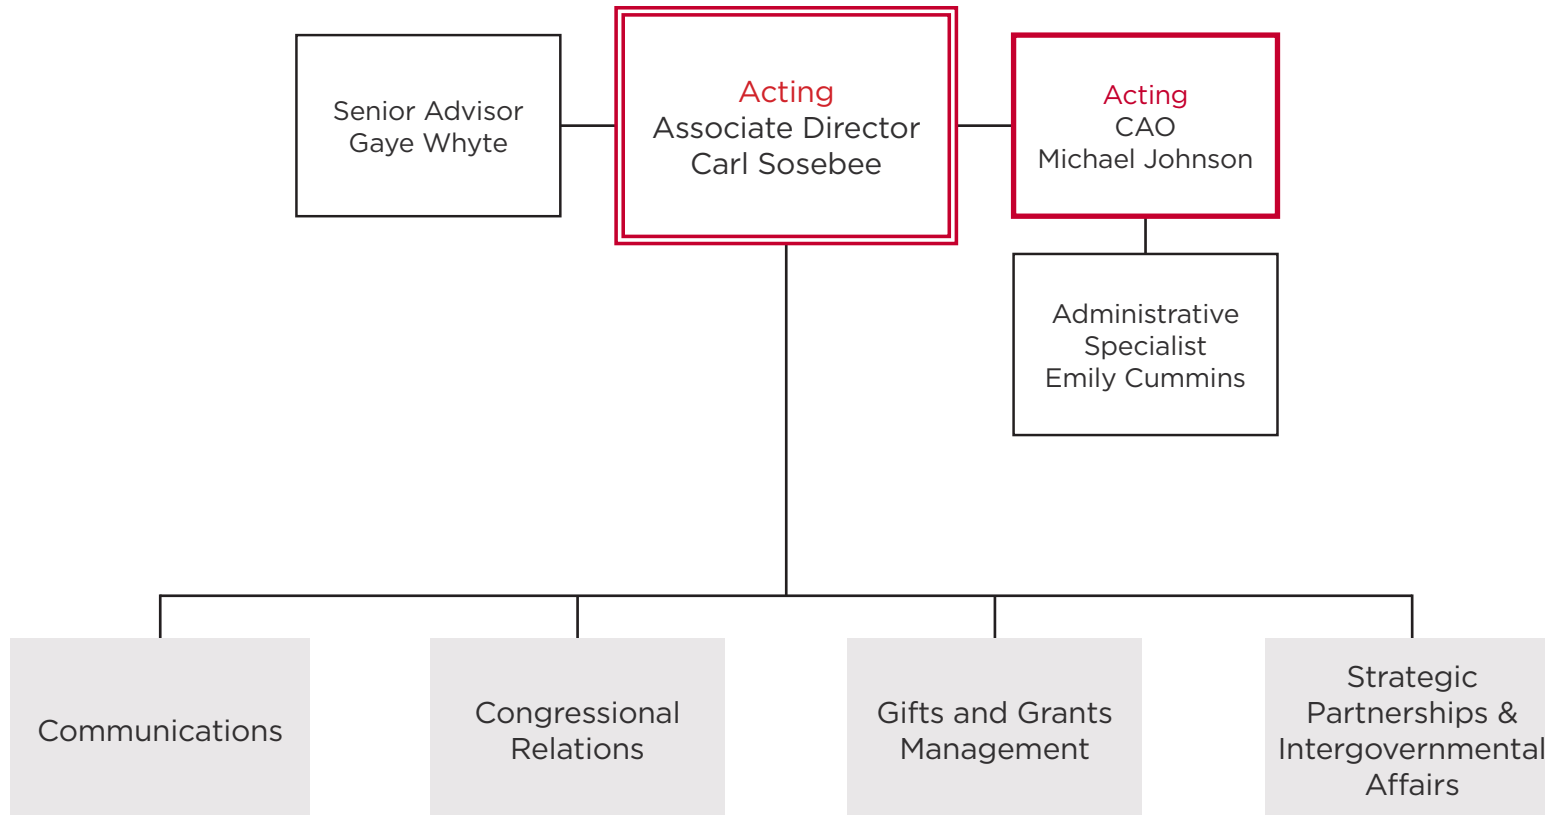 Senior Advisor
Gaye Whyte
Acting
Associate Director
Carl Sosebee
Acting
CAO
Michael Johnson
Administrative
Specialist
Emily Cummins
Communications
Congressional
Relations
Gifts and Grants
Management
Strategic
Partnerships &
Intergovernmental
Affairs